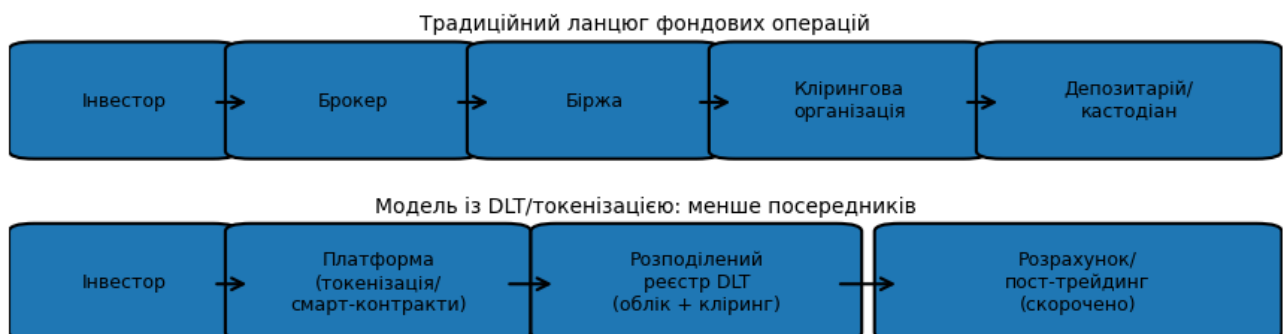 Традиційний ланцюг фондових операцій
Інвестор
Брокер
Біржа
Клірингова
організація
Депозитарій/
кастодіан
Модель із DLT/токенізацією: менше посередників
Інвестор
Платформа
(токенізація/
смарт-контракти)
Розподілений
реєстр DLT
(облік + кліринг)
Розрахунок/
пост-трейдинг
(скорочено)